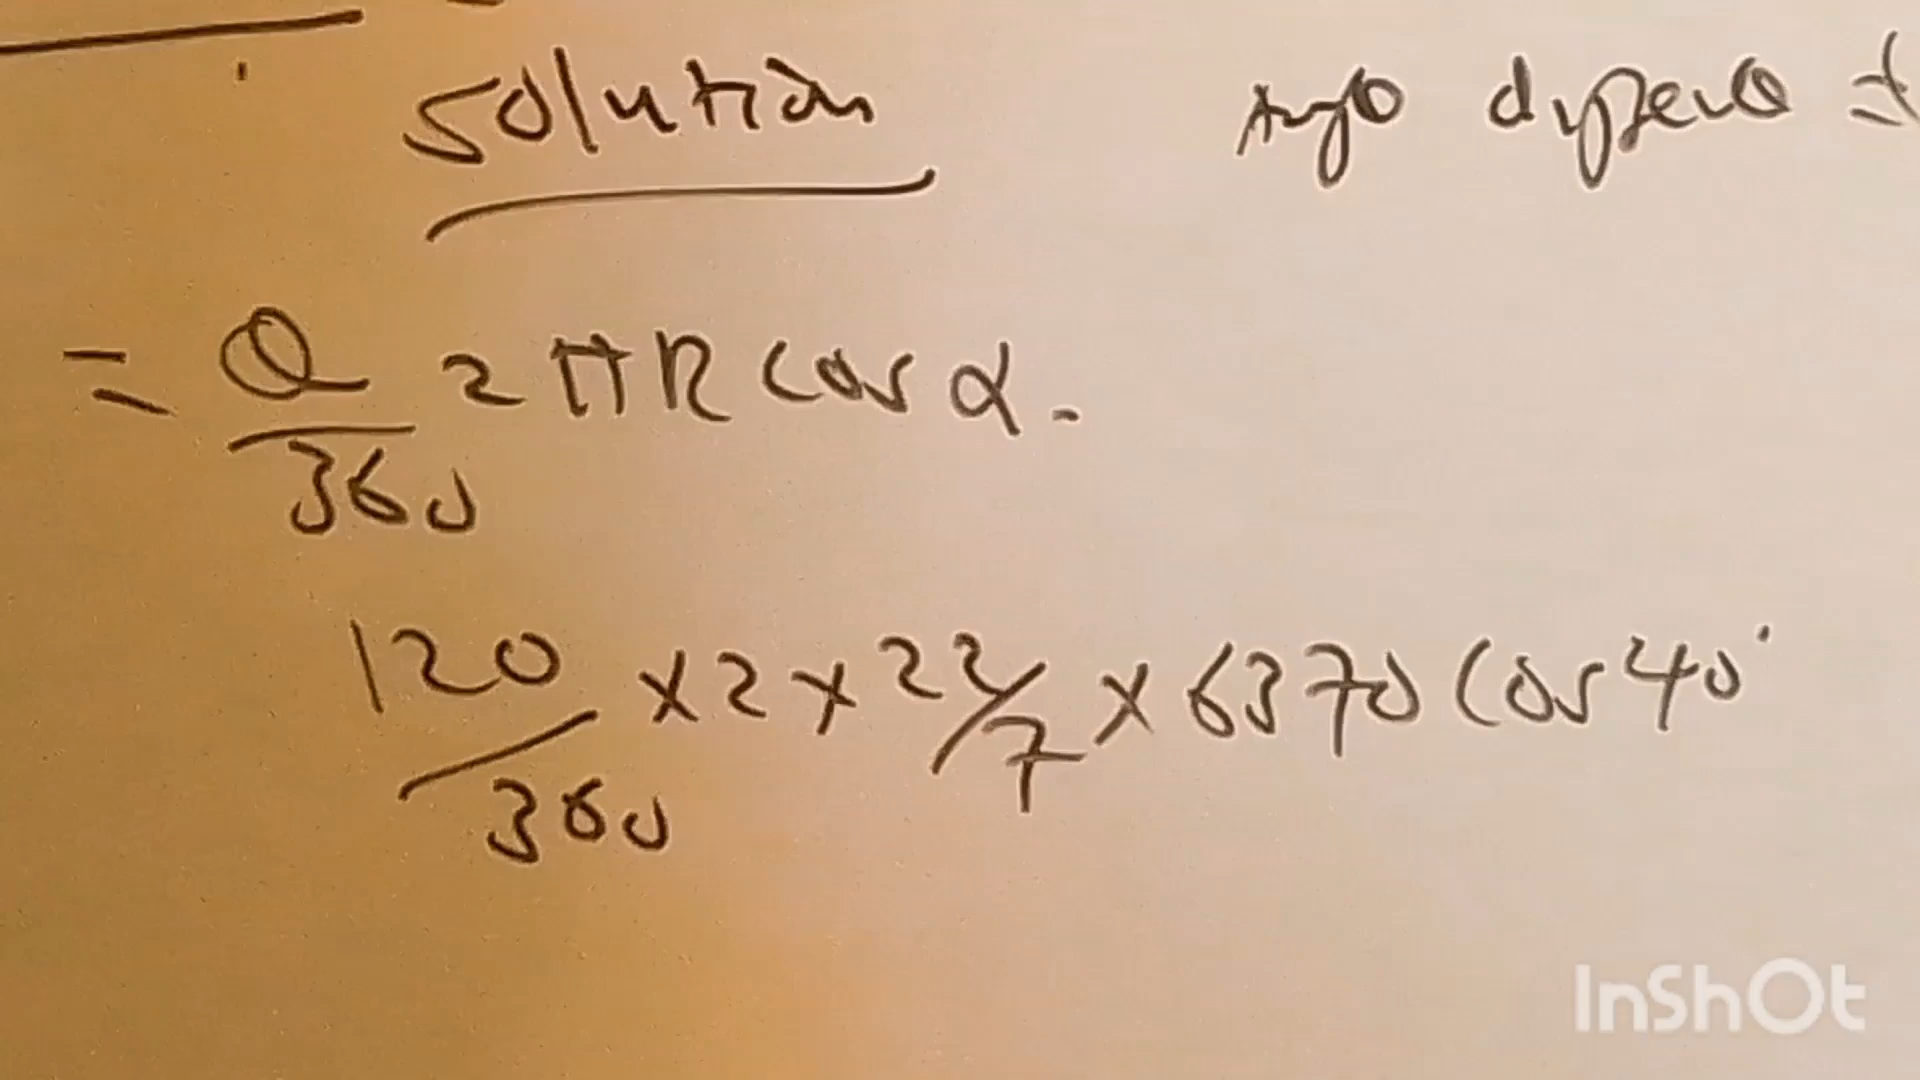 solution
= θ/360 2πR cos α.
120/360 × 2 × 22/7 × 6370 Cos 40°
InShOt